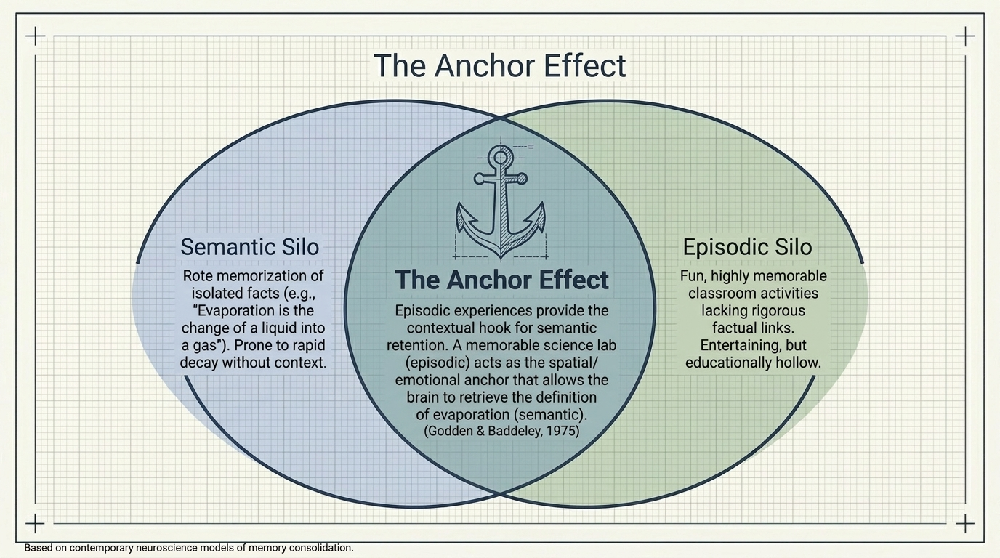 The Anchor Effect
Semantic Silo
Rote memorization of
isolated facts (e.g.,
"Evaporation is the
change of a liquid into
a gas"). Prone to rapid
decay without context.
The Anchor Effect
Episodic experiences provide the
contextual hook for semantic
retention. A memorable science lab
(episodic) acts as the spatial/
emotional anchor that allows the
brain to retrieve the definition
of evaporation (semantic).
(Godden & Baddeley, 1975)
Episodic Silo
Fun, highly memorable
classroom activities
lacking rigorous
factual links.
Entertaining, but
educationally hollow.
Based on contemporary neuroscience models of memory consolidation.